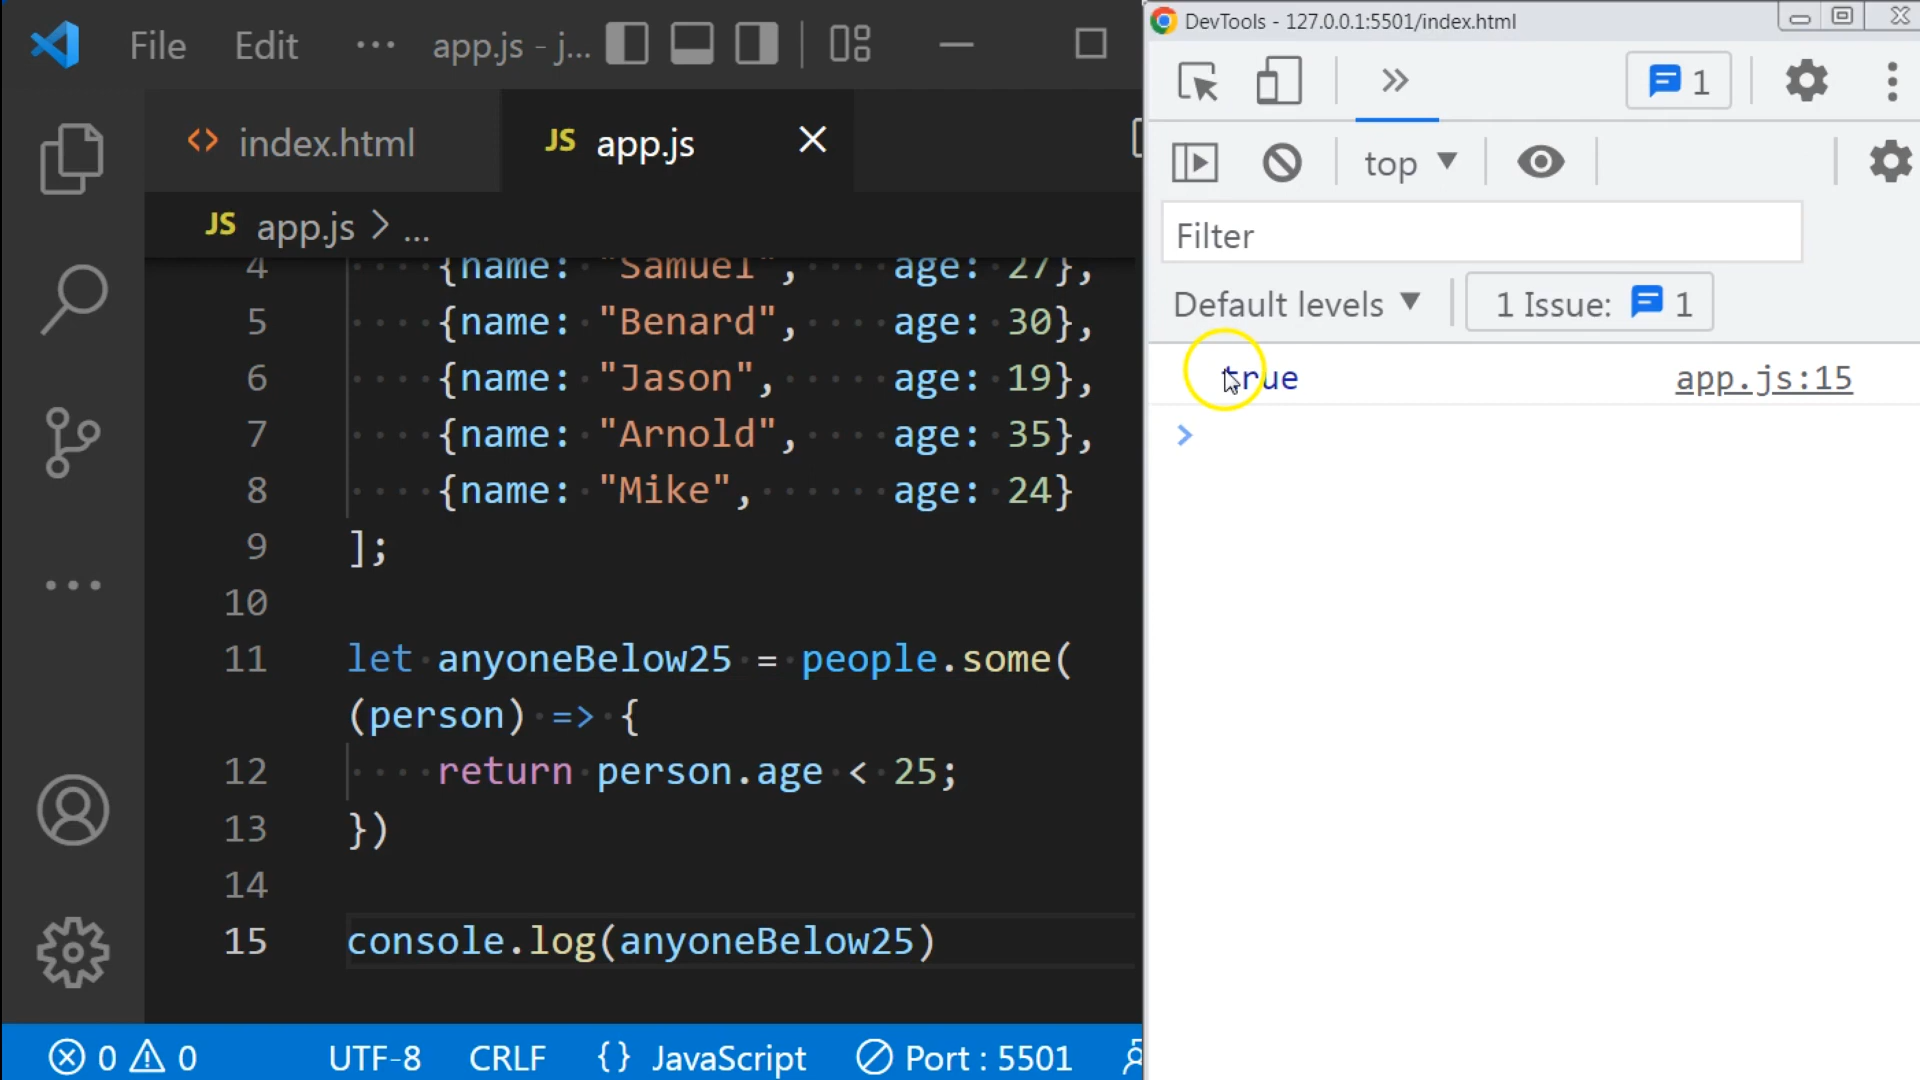 File Edit ··· app.js - j...
index.html JS app.js
JS app.js > ...
4 {name: "Samuel", age: 27},
5 {name: "Benard", age: 30},
6 {name: "Jason", age: 19},
7 {name: "Arnold", age: 35},
8 {name: "Mike", age: 24}
9 ];
10
11 let anyoneBelow25 = people.some(
(person) => {
12 return person.age < 25;
13 })
14
15 console.log(anyoneBelow25)
0 0 UTF-8 CRLF {} JavaScript Port : 5501
DevTools - 127.0.0.1:5501/index.html
1
top
Filter
Default levels 1 Issue: 1
true app.js:15
>